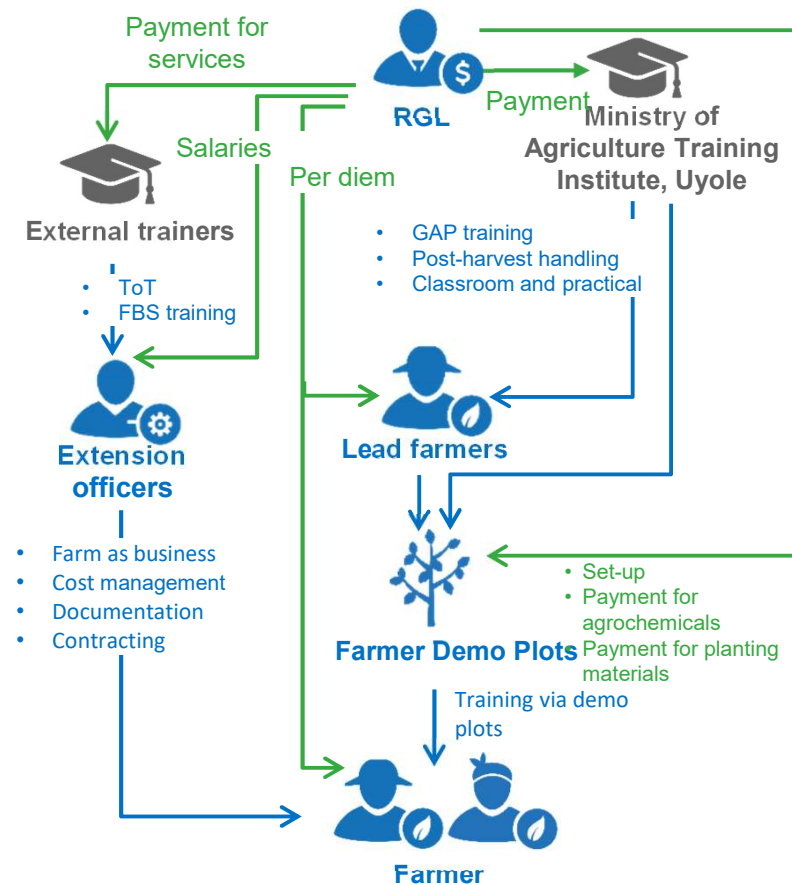 Payment for
services
$
RGL
Payment
Ministry of
Agriculture Training
Institute, Uyole
Salaries
Per diem
External trainers
• GAP training
• Post-harvest handling
• Classroom and practical
• ToT
• FBS training
Lead farmers
Extension
officers
• Farm as business
• Cost management
• Documentation
• Contracting
• Set-up
• Payment for
agrochemicals
• Payment for planting
materials
Farmer Demo Plots
Training via demo
plots
Farmer